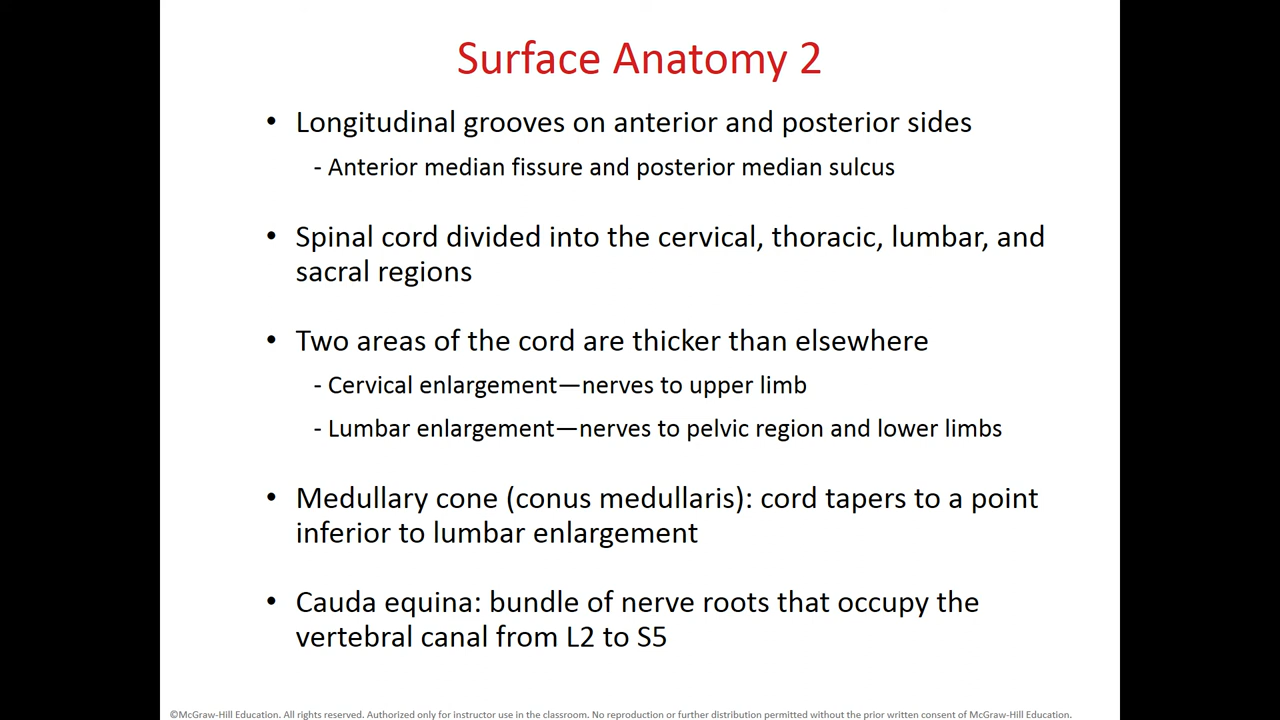 Surface Anatomy 2
• Longitudinal grooves on anterior and posterior sides
- Anterior median fissure and posterior median sulcus
• Spinal cord divided into the cervical, thoracic, lumbar, and
sacral regions
• Two areas of the cord are thicker than elsewhere
- Cervical enlargement—nerves to upper limb
- Lumbar enlargement—nerves to pelvic region and lower limbs
• Medullary cone (conus medullaris): cord tapers to a point
inferior to lumbar enlargement
• Cauda equina: bundle of nerve roots that occupy the
vertebral canal from L2 to S5
©McGraw-Hill Education. All rights reserved. Authorized only for instructor use in the classroom. No reproduction or further distribution permitted without the prior written consent of McGraw-Hill Education.